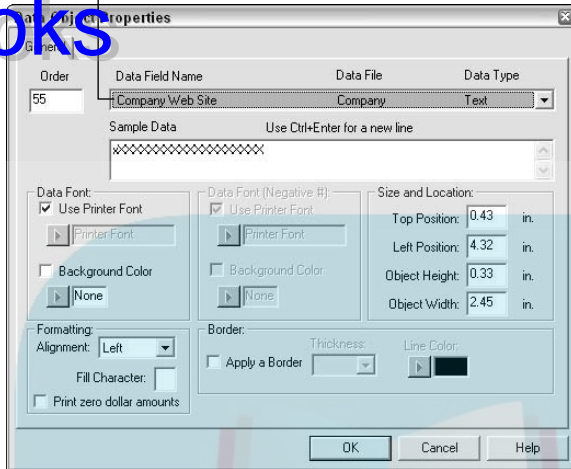 Data Object Properties
oks
General
Order Data Field Name Data File Data Type
55 Company Web Site Company Text
Sample Data Use Ctrl+Enter for a new line
Data Font: Data Font (Negative #): Size and Location:
Use Printer Font Use Printer Font Top Position: 0.43 in.
Printer Font Printer Font Left Position: 4.32 in.
Background Color Background Color Object Height: 0.33 in.
None None Object Width: 2.45 in.
Formatting: Border:
Alignment: Left Thickness: Line Color:
Apply a Border
Fill Character:
Print zero dollar amounts
OK Cancel Help